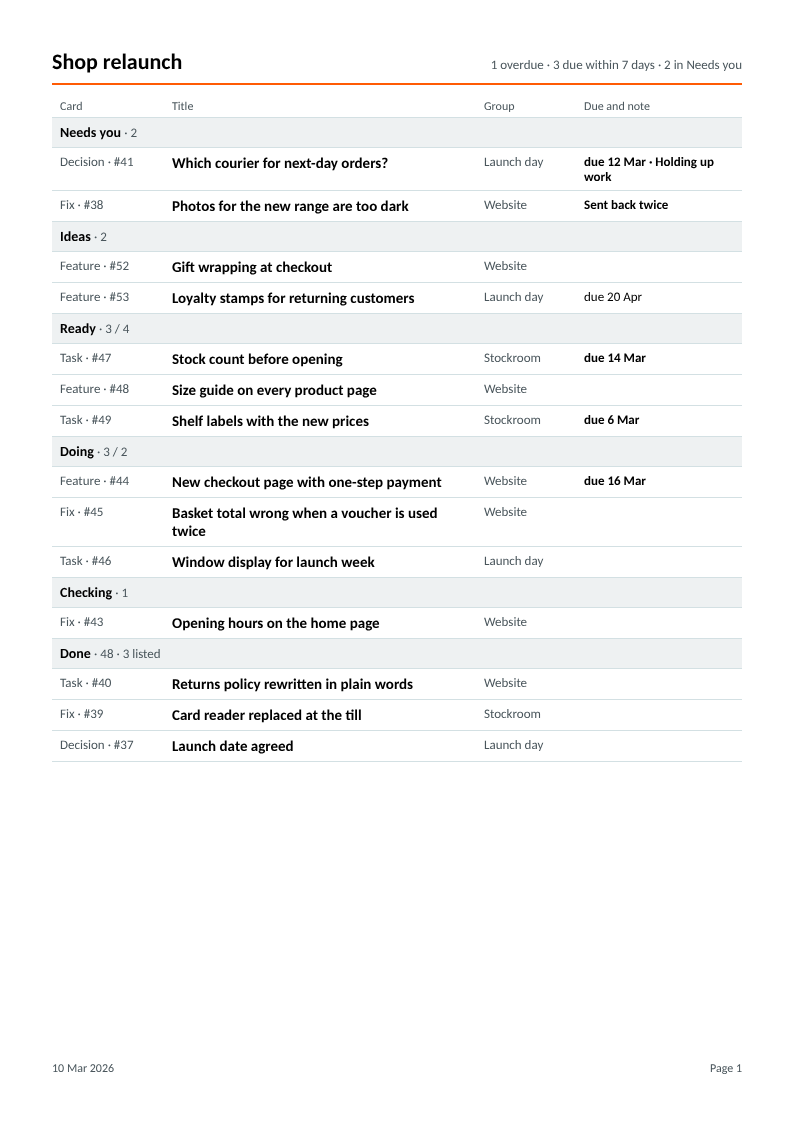 Shop relaunch
1 overdue · 3 due within 7 days · 2 in Needs you
Card Title Group Due and note
Needs you · 2
Decision · #41 Which courier for next-day orders? Launch day due 12 Mar · Holding up
work
Fix · #38 Photos for the new range are too dark Website Sent back twice
Ideas · 2
Feature · #52 Gift wrapping at checkout Website
Feature · #53 Loyalty stamps for returning customers Launch day due 20 Apr
Ready · 3 / 4
Task · #47 Stock count before opening Stockroom due 14 Mar
Feature · #48 Size guide on every product page Website
Task · #49 Shelf labels with the new prices Stockroom due 6 Mar
Doing · 3 / 2
Feature · #44 New checkout page with one-step payment Website due 16 Mar
Fix · #45 Basket total wrong when a voucher is used Website
twice
Task · #46 Window display for launch week Launch day
Checking · 1
Fix · #43 Opening hours on the home page Website
Done · 48 · 3 listed
Task · #40 Returns policy rewritten in plain words Website
Fix · #39 Card reader replaced at the till Stockroom
Decision · #37 Launch date agreed Launch day
10 Mar 2026 Page 1